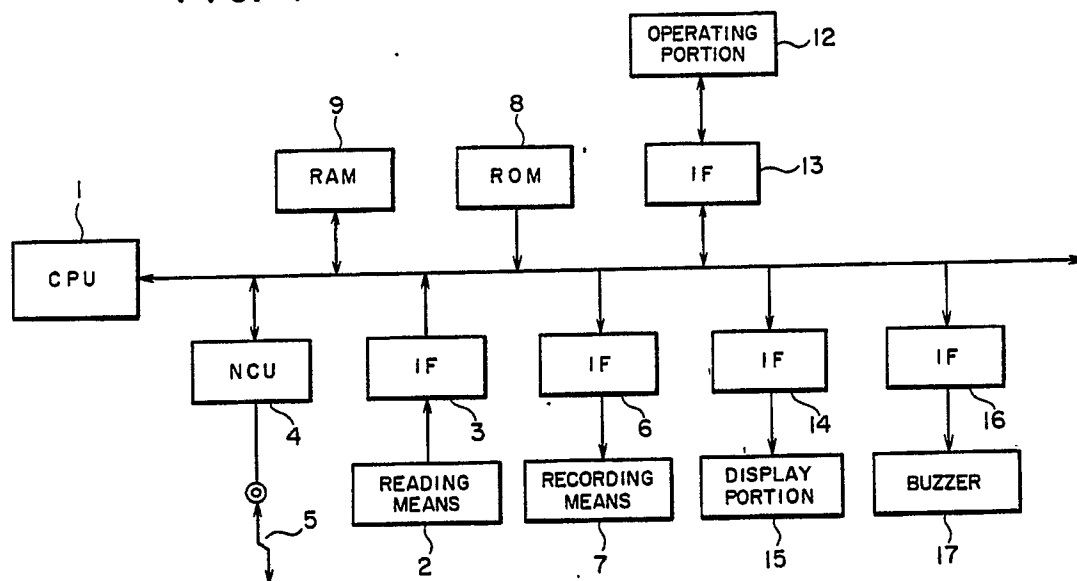 OPERATING
PORTION
12
9
8
RAM
ROM
IF
13
1
CPU
NCU
IF
IF
IF
IF
4
3
6
14
16
READING
MEANS
RECORDING
MEANS
DISPLAY
PORTION
BUZZER
5
2
7
15
17